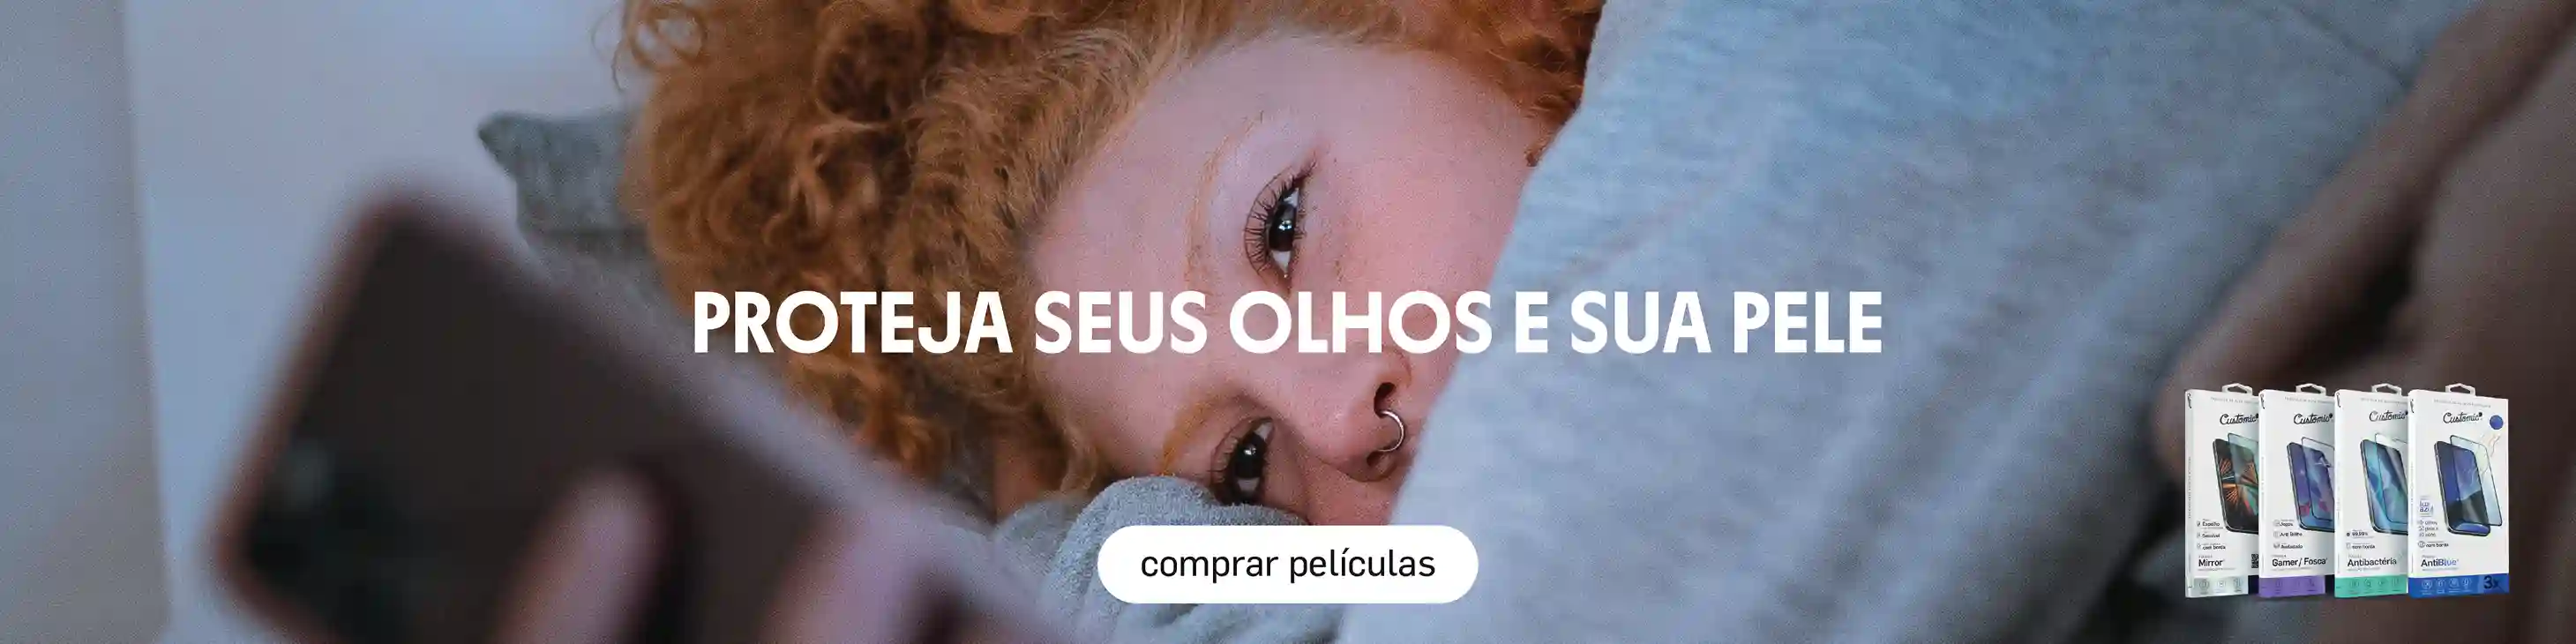 PROTEJA SEUS OLHOS E SUA PELE
comprar películas
Customic
Mirror
Customic
Gamer/ Fosca
Customic
Antibactéria
Customic
AntiBlue
3x